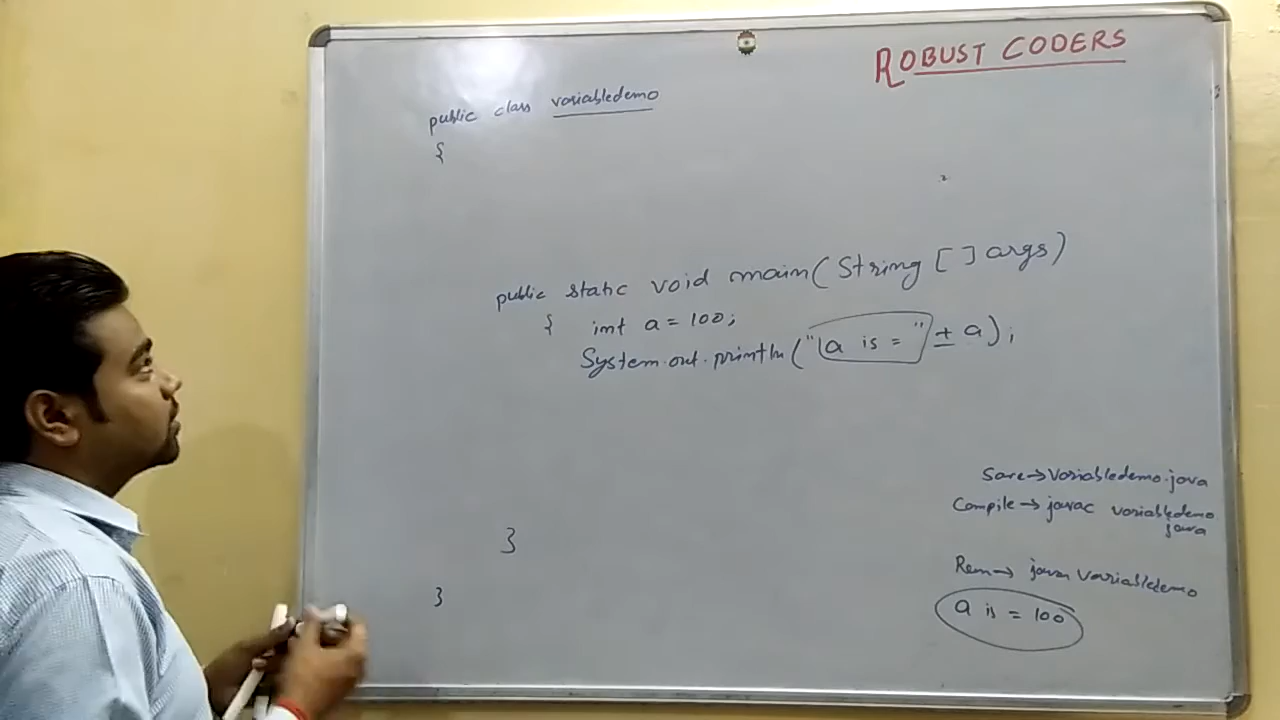 ROBUST CODERS
public class variabledemo
{
public static void main(String [ ] args)
{ int a = 100;
System.out.println("a is = " + a);
}
}
Save→variabledemo.java
Compile→javac variabledemo
java
Run→ java variabledemo
a is = 100